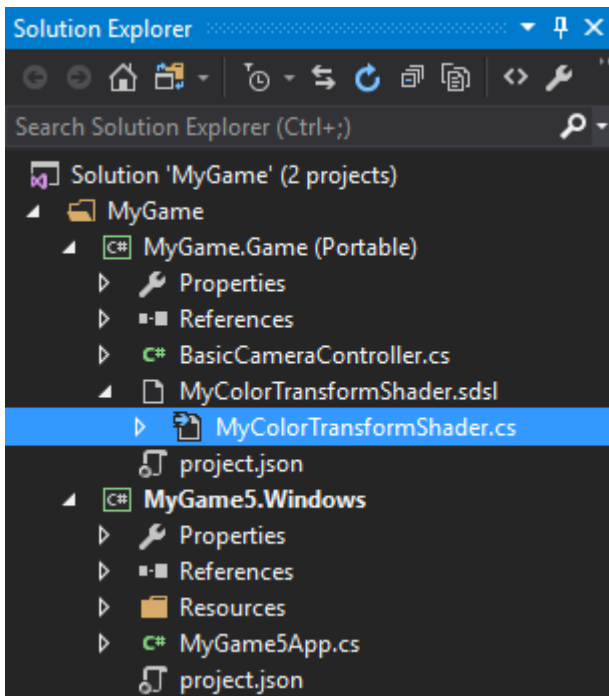 Solution Explorer
Search Solution Explorer (Ctrl+;)
Solution 'MyGame' (2 projects)
MyGame
C# MyGame.Game (Portable)
Properties
References
C# BasicCameraController.cs
MyColorTransformShader.sdsl
MyColorTransformShader.cs
project.json
C# MyGame5.Windows
Properties
References
Resources
C# MyGame5App.cs
project.json